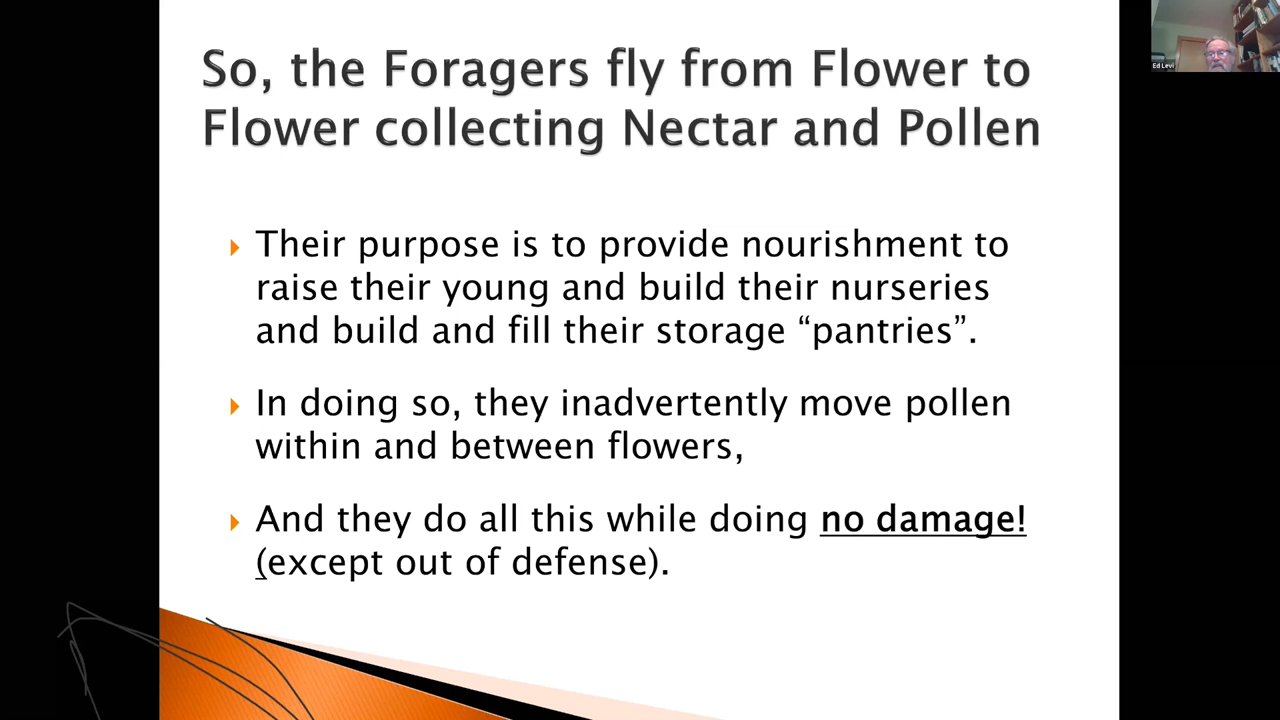 So, the Foragers fly from Flower to
Flower collecting Nectar and Pollen
Their purpose is to provide nourishment to
raise their young and build their nurseries
and build and fill their storage “pantries”.
In doing so, they inadvertently move pollen
within and between flowers,
And they do all this while doing no damage!
(except out of defense).
Ed Levi